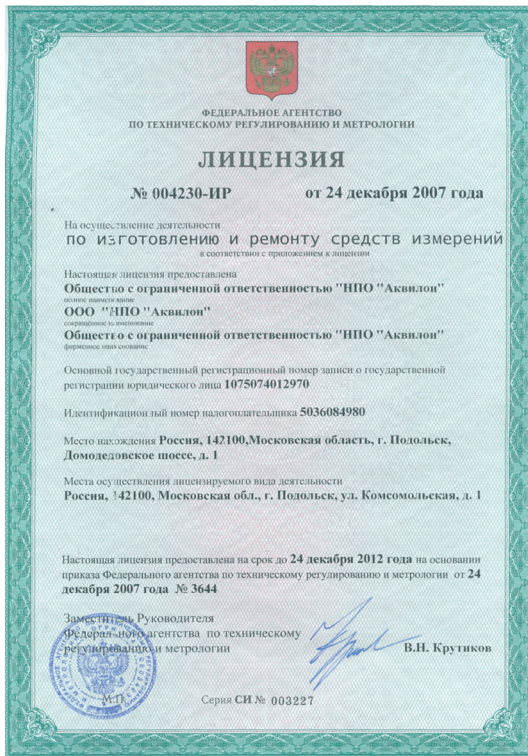 ФЕДЕРАЛЬНОЕ АГЕНТСТВО
ПО ТЕХНИЧЕСКОМУ РЕГУЛИРОВАНИЮ И МЕТРОЛОГИИ
ЛИЦЕНЗИЯ
№ 004230-ИР от 24 декабря 2007 года
На осуществление деятельности
по изготовлению и ремонту средств измерений
в соответствии с приложением к лицензии
Настоящая лицензия предоставлена
Общество с ограниченной ответственностью "НПО "Аквилон"
полное наименование
ООО "НПО "Аквилон"
сокращённое наименование
Общество с ограниченной ответственностью "НПО "Аквилон"
фирменное наименование
Основной государственный регистрационный номер записи о государственной
регистрации юридического лица 1075074012970
Идентификационный номер налогоплательщика 5036084980
Место нахождения Россия, 142100,Московская область, г. Подольск,
Домодедовское шоссе, д. 1
Места осуществления лицензируемого вида деятельности
Россия, 142100, Московская обл., г. Подольск, ул. Комсомольская, д. 1
Настоящая лицензия предоставлена на срок до 24 декабря 2012 года на основании
приказа Федерального агентства по техническому регулированию и метрологии от 24
декабря 2007 года № 3644
Заместитель Руководителя
Федерального агентства по техническому
регулированию и метрологии В.Н. Крутиков
М.П.
Серия СИ № 003227